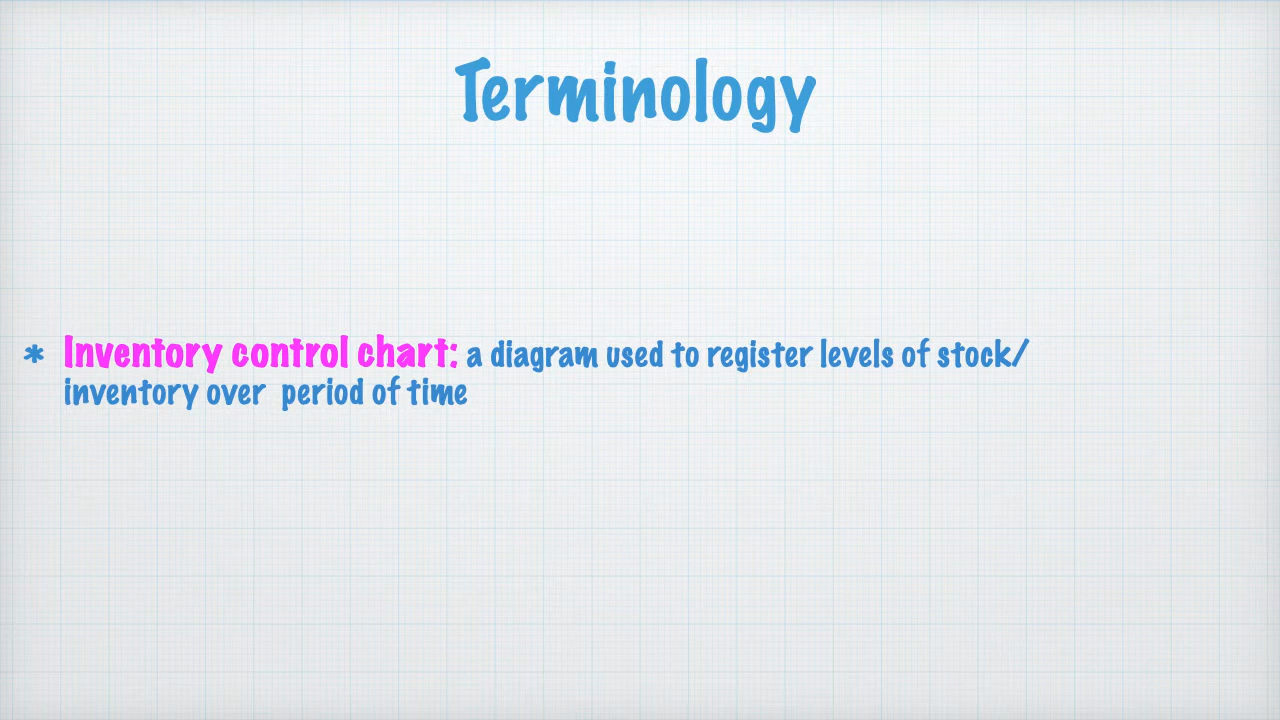 Terminology
* Inventory control chart: a diagram used to register levels of stock/
inventory over  period of time